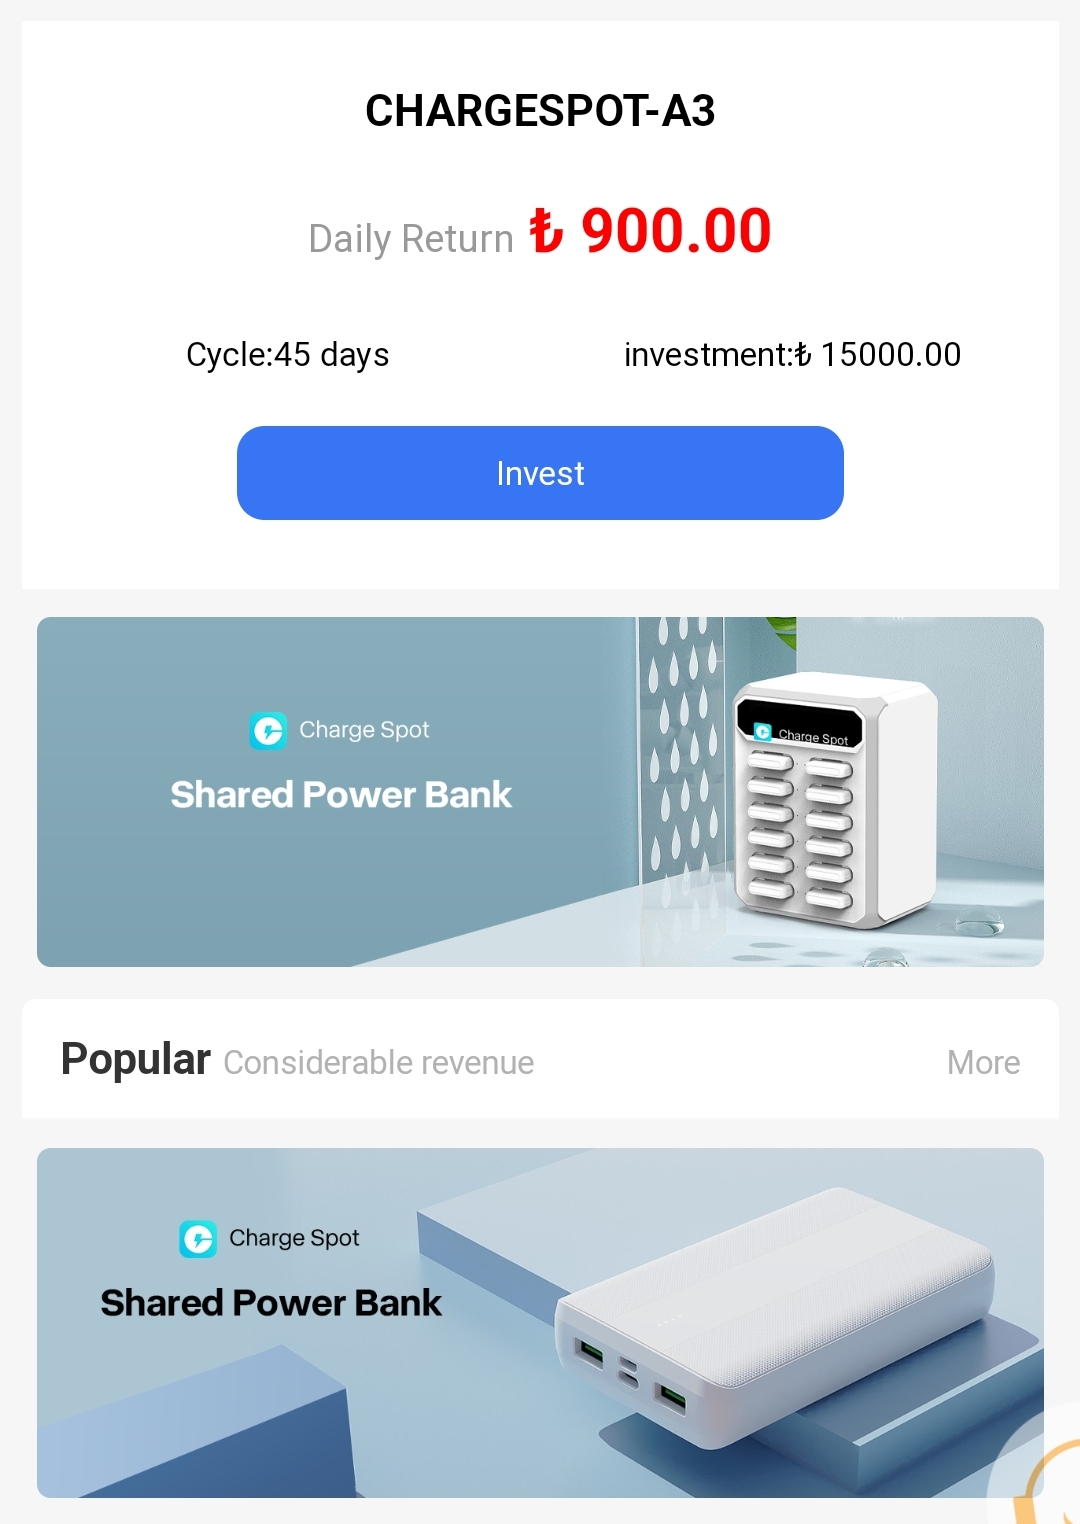 CHARGESPOT-A3
Daily Return ₺ 900.00
Cycle:45 days investment:₺ 15000.00
Invest
Charge Spot
Shared Power Bank
Charge Spot
Popular Considerable revenue More
Charge Spot
Shared Power Bank